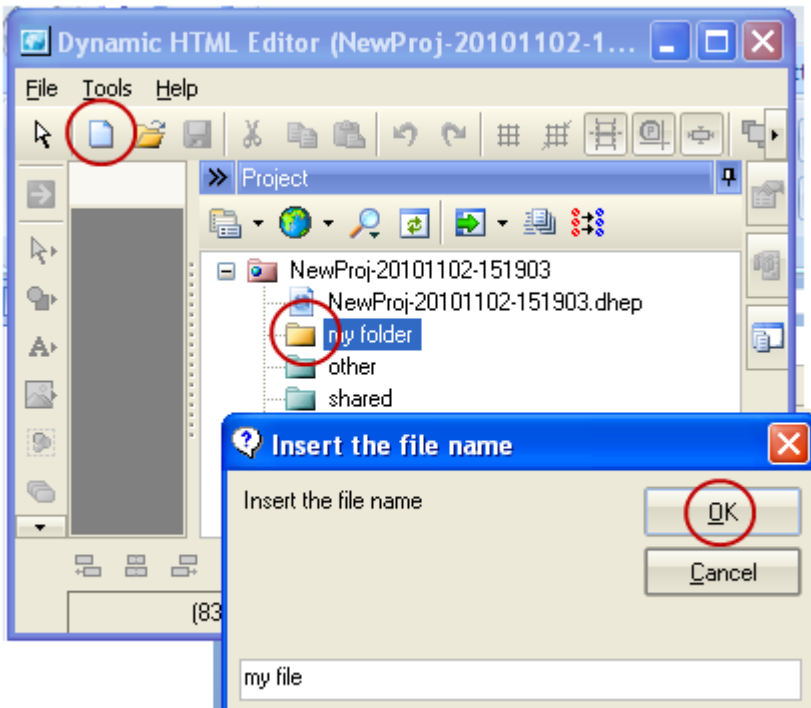 Dynamic HTML Editor (NewProj-20101102-1...
File Tools Help
Project
NewProj-20101102-151903
NewProj-20101102-151903.dhep
my folder
other
shared
Insert the file name
Insert the file name
OK
Cancel
(83
my file